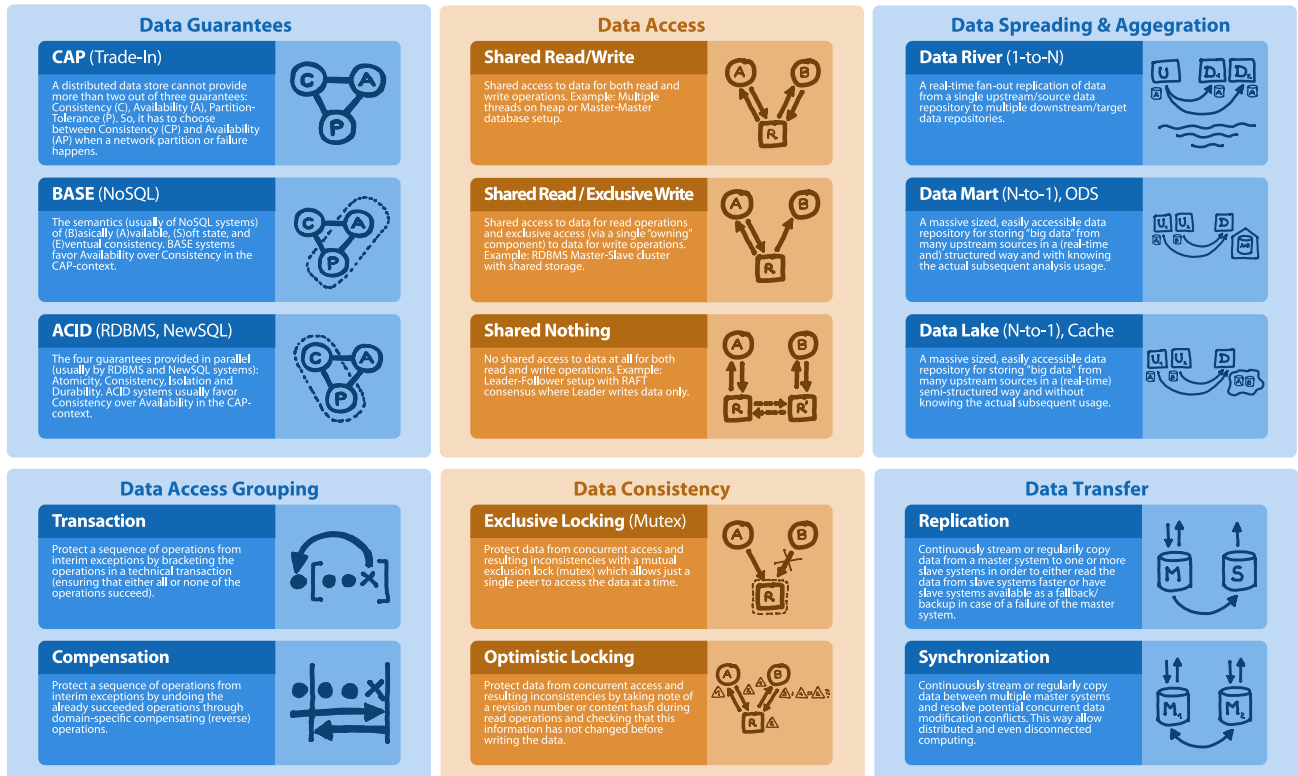 Data Guarantees
CAP (Trade-In)
A distributed data store cannot provide
more than two out of three guarantees:
Consistency (C), Availability (A), Partition-
Tolerance (P). So, it has to choose
between Consistency (CP) and Availability
(AP) when a network partition or failure
happens.
C A
P
BASE (NoSQL)
The semantics (usually of NoSQL systems)
of (B)asically (A)vailable, (S)oft state, and
(E)ventual consistency. BASE systems
favor Availability over Consistency in the
CAP-context.
C A
P
ACID (RDBMS, NewSQL)
The four guarantees provided in parallel
(usually by RDBMS and NewSQL systems):
Atomicity, Consistency, Isolation and
Durability. ACID systems usually favor
Consistency over Availability in the CAP-
context.
C A
P
Data Access
Shared Read/Write
Shared access to data for both read and
write operations. Example: Multiple
threads on heap or Master-Master
database setup.
A B
R
Shared Read / Exclusive Write
Shared access to data for read operations
and exclusive access (via a single "owning"
component) to data for write operations.
Example: RDBMS Master-Slave cluster
with shared storage.
A B
R
Shared Nothing
No shared access to data at all for both
read and write operations. Example:
Leader-Follower setup with RAFT
consensus where Leader writes data only.
A B
R R'
Data Spreading & Aggegration
Data River (1-to-N)
A real-time fan-out replication of data
from a single upstream/source data
repository to multiple downstream/target
data repositories.
U D₁ D₂
A A A
Data Mart (N-to-1), ODS
A massive sized, easily accessible data
repository for storing "big data" from
many upstream sources in a (real-time
and) structured way and with knowing
the actual subsequent analysis usage.
U₁ U₂ D
A B
Data Lake (N-to-1), Cache
A massive sized, easily accessible data
repository for storing "big data" from
many upstream sources in a (real-time)
semi-structured way and without
knowing the actual subsequent usage.
U₁ U₂ D
A B A B
Data Access Grouping
Transaction
Protect a sequence of operations from
interim exceptions by bracketing the
operations in a technical transaction
(ensuring that either all or none of the
operations succeed).
Compensation
Protect a sequence of operations from
interim exceptions by undoing the
already succeeded operations through
domain-specific compensating (reverse)
operations.
Data Consistency
Exclusive Locking (Mutex)
Protect data from concurrent access and
resulting inconsistencies with a mutual
exclusion lock (mutex) which allows just a
single peer to access the data at a time.
A B
R
Optimistic Locking
Protect data from concurrent access and
resulting inconsistencies by taking note of
a revision number or content hash during
read operations and checking that this
information has not changed before
writing the data.
A B
R
Data Transfer
Replication
Continuously stream or regularily copy
data from a master system to one or more
slave systems in order to either read the
data from slave systems faster or have
slave systems available as a fallback/
backup in case of a failure of the master
system.
M S
Synchronization
Continuously stream or regularly copy
data between multiple master systems
and resolve potential concurrent data
modification conflicts. This way allow
distributed and even disconnected
computing.
M₁ M₂